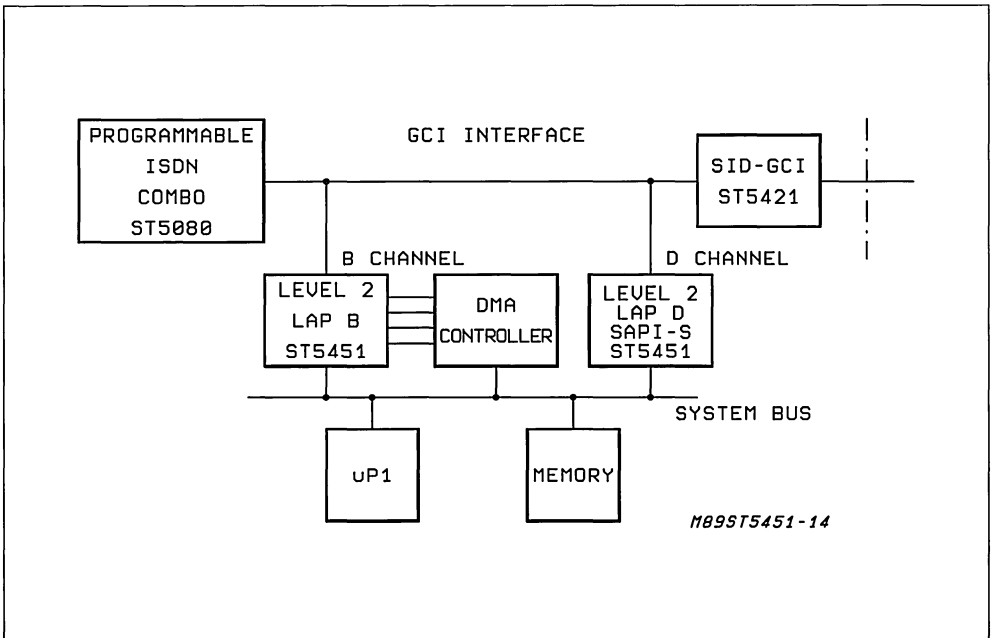 PROGRAMMABLE
ISDN
COMBO
ST5080
GCI INTERFACE
SID-GCI
ST5421
B CHANNEL
D CHANNEL
LEVEL 2
LAP B
ST5451
DMA
CONTROLLER
LEVEL 2
LAP D
SAPI-S
ST5451
SYSTEM BUS
uP1
MEMORY
M89ST5451-14